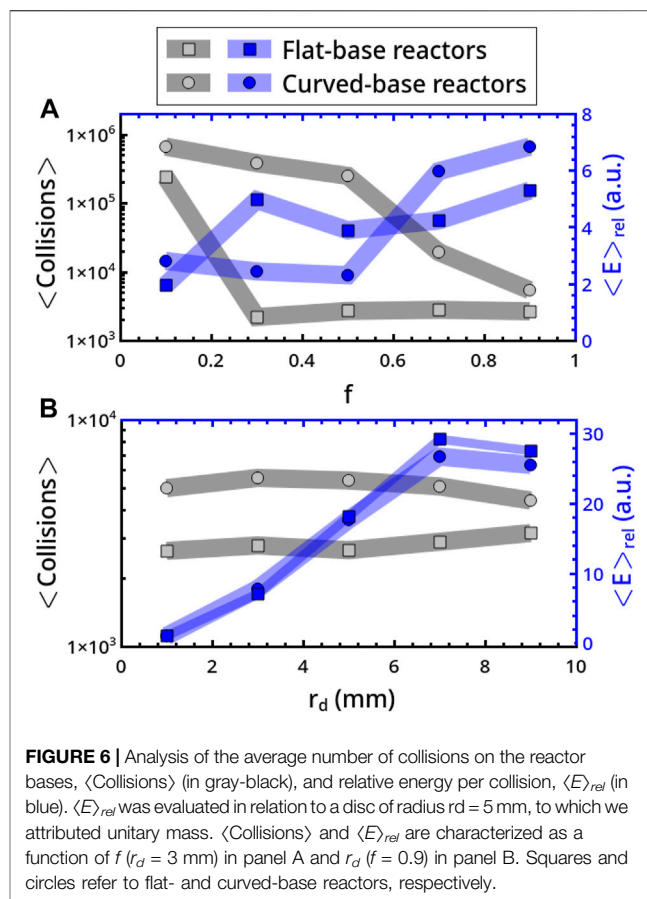 Flat-base reactors
Curved-base reactors
A
1×10⁶
1×10⁵
1×10⁴
1×10³
<Collisions>
0 0.2 0.4 0.6 0.8 1
f
8
6
4
2
0
<E>rel (a.u.)
B
1×10⁴
1×10³
<Collisions>
0 2 4 6 8 10
r_d (mm)
30
20
10
0
<E>rel (a.u.)
FIGURE 6 | Analysis of the average number of collisions on the reactor
bases, ⟨Collisions⟩ (in gray-black), and relative energy per collision, ⟨E⟩rel (in
blue). ⟨E⟩rel was evaluated in relation to a disc of radius rd = 5 mm, to which we
attributed unitary mass. ⟨Collisions⟩ and ⟨E⟩rel are characterized as a
function of f (r_d = 3 mm) in panel A and r_d (f = 0.9) in panel B. Squares and
circles refer to flat- and curved-base reactors, respectively.